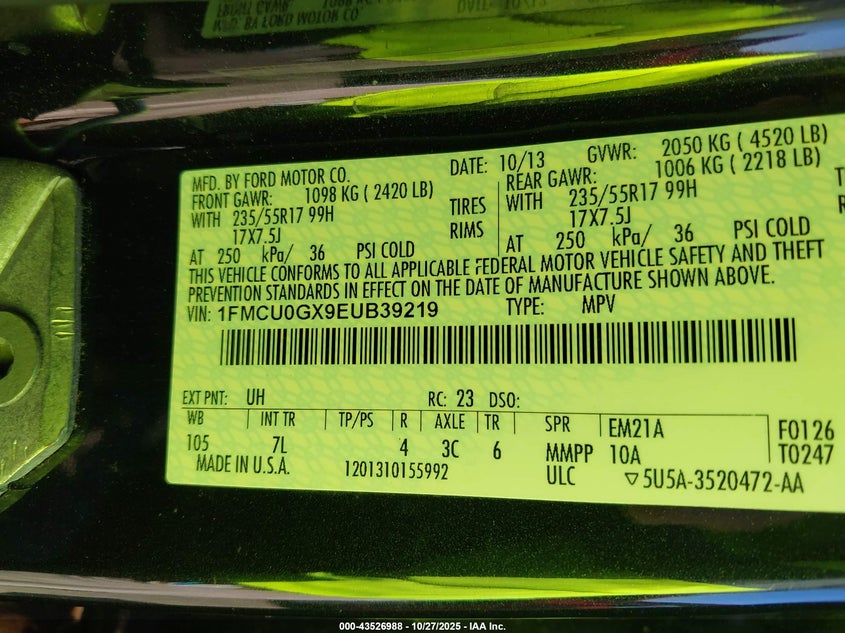 MFD. BY FORD MOTOR CO.
DATE: 10/13 GVWR: 2050 KG ( 4520 LB)
FRONT GAWR: 1098 KG ( 2420 LB) REAR GAWR: 1006 KG ( 2218 LB)
WITH 235/55R17 99H TIRES WITH 235/55R17 99H
17X7.5J RIMS 17X7.5J
AT 250 kPa/ 36 PSI COLD AT 250 kPa/ 36 PSI COLD
THIS VEHICLE CONFORMS TO ALL APPLICABLE FEDERAL MOTOR VEHICLE SAFETY AND THEFT
PREVENTION STANDARDS IN EFFECT ON THE DATE OF MANUFACTURE SHOWN ABOVE.
VIN: 1FMCU0GX9EUB39219 TYPE: MPV
EXT PNT: UH RC: 23 DSO:
WB INT TR TP/PS R AXLE TR SPR EM21A F0126
105 7L 4 3C 6 MMPP 10A T0247
MADE IN U.S.A. 1201310155992 ULC ▽5U5A-3520472-AA
000-43526988 - 10/27/2025 - IAA Inc.